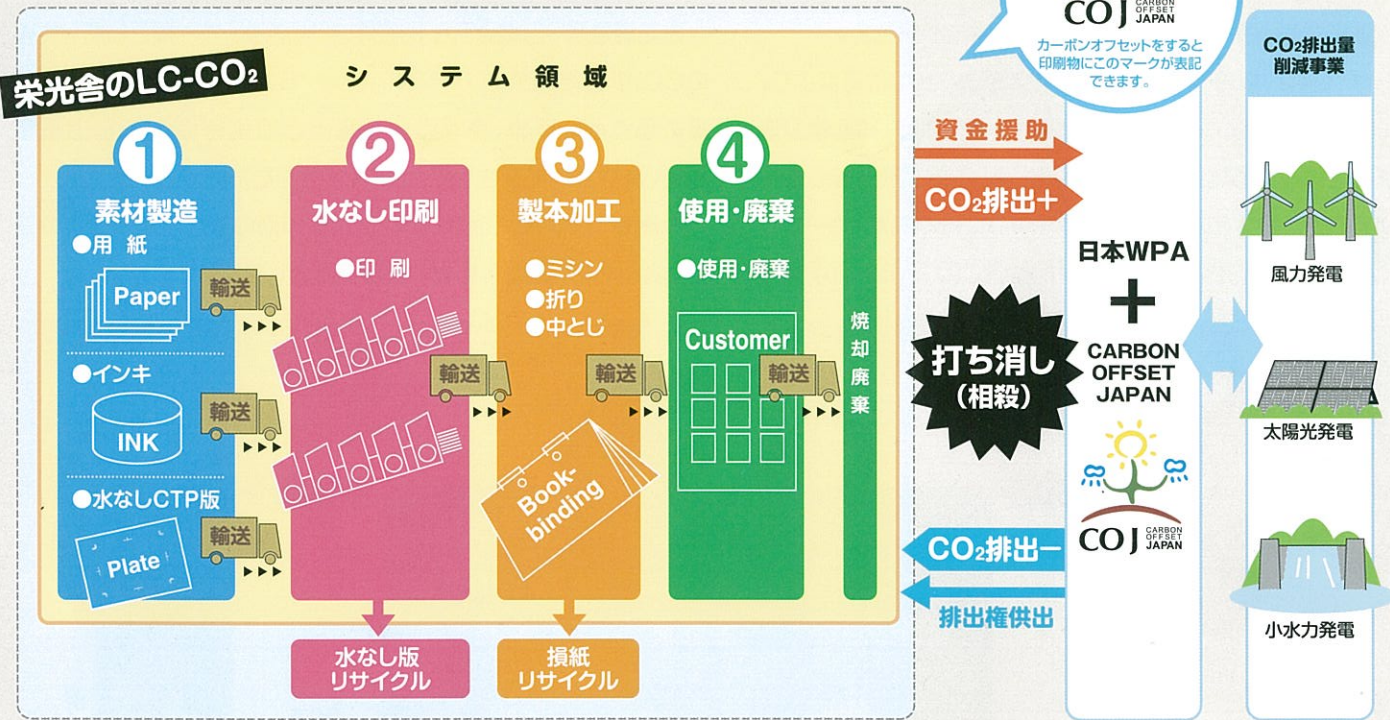 栄光舎のLC-CO2
システム領域
①
素材製造
●用 紙
Paper
輸送
●インキ
INK
輸送
●水なしCTP版
Plate
輸送
②
水なし印刷
●印 刷
輸送
水なし版
リサイクル
③
製本加工
●ミシン
●折り
●中とじ
輸送
Book-
binding
損紙
リサイクル
④
使用・廃棄
●使用・廃棄
Customer
輸送
焼却廃棄
COJ CARBON
OFFSET
JAPAN
カーボンオフセットをすると
印刷物にこのマークが表記
できます。
資金援助
CO2排出+
打ち消し
(相殺)
CO2排出−
排出権供出
日本WPA
+
CARBON
OFFSET
JAPAN
COJ CARBON
OFFSET
JAPAN
CO2排出量
削減事業
風力発電
太陽光発電
小水力発電